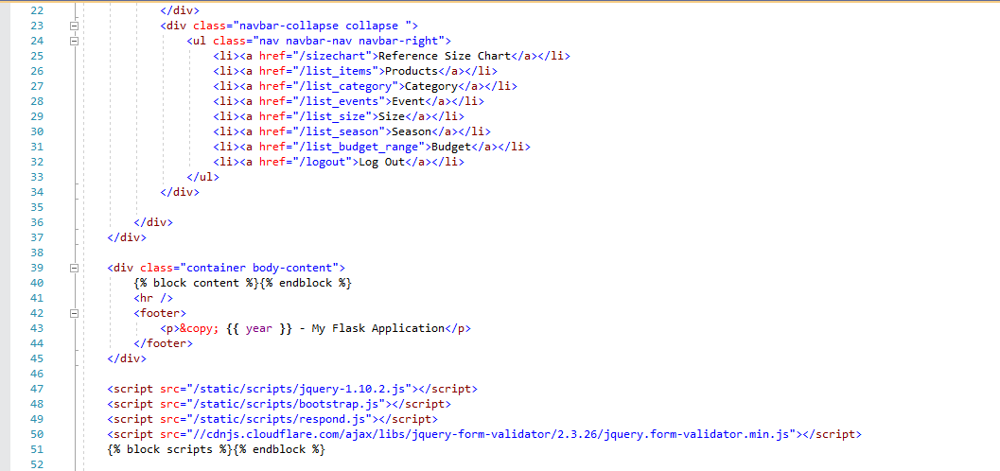 22 </div>
23 <div class="navbar-collapse collapse ">
24 <ul class="nav navbar-nav navbar-right">
25 <li><a href="/sizechart">Reference Size Chart</a></li>
26 <li><a href="/list_items">Products</a></li>
27 <li><a href="/list_category">Category</a></li>
28 <li><a href="/list_events">Event</a></li>
29 <li><a href="/list_size">Size</a></li>
30 <li><a href="/list_season">Season</a></li>
31 <li><a href="/list_budget_range">Budget</a></li>
32 <li><a href="/logout">Log Out</a></li>
33 </ul>
34 </div>
35
36 </div>
37 </div>
38
39 <div class="container body-content">
40 {% block content %}{% endblock %}
41 <hr />
42 <footer>
43 <p>&copy; {{ year }} - My Flask Application</p>
44 </footer>
45 </div>
46
47 <script src="/static/scripts/jquery-1.10.2.js"></script>
48 <script src="/static/scripts/bootstrap.js"></script>
49 <script src="/static/scripts/respond.js"></script>
50 <script src="//cdnjs.cloudflare.com/ajax/libs/jquery-form-validator/2.3.26/jquery.form-validator.min.js"></script>
51 {% block scripts %}{% endblock %}
52